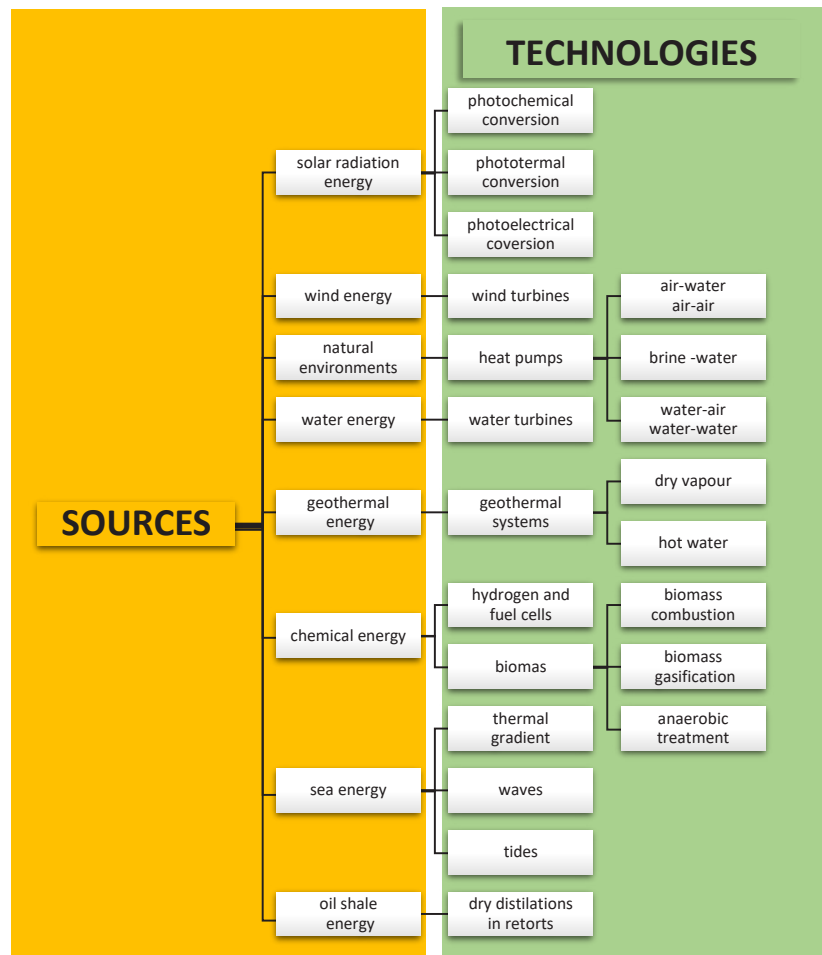 TECHNOLOGIES
SOURCES
solar radiation
energy
photochemical
conversion
phototermal
conversion
photoelectrical
coversion
wind energy
wind turbines
natural
environments
heat pumps
air-water
air-air
brine -water
water-air
water-water
water energy
water turbines
geothermal
energy
geothermal
systems
dry vapour
hot water
chemical energy
hydrogen and
fuel cells
biomas
biomass
combustion
biomass
gasification
anaerobic
treatment
sea energy
thermal
gradient
waves
tides
oil shale
energy
dry distilations
in retorts